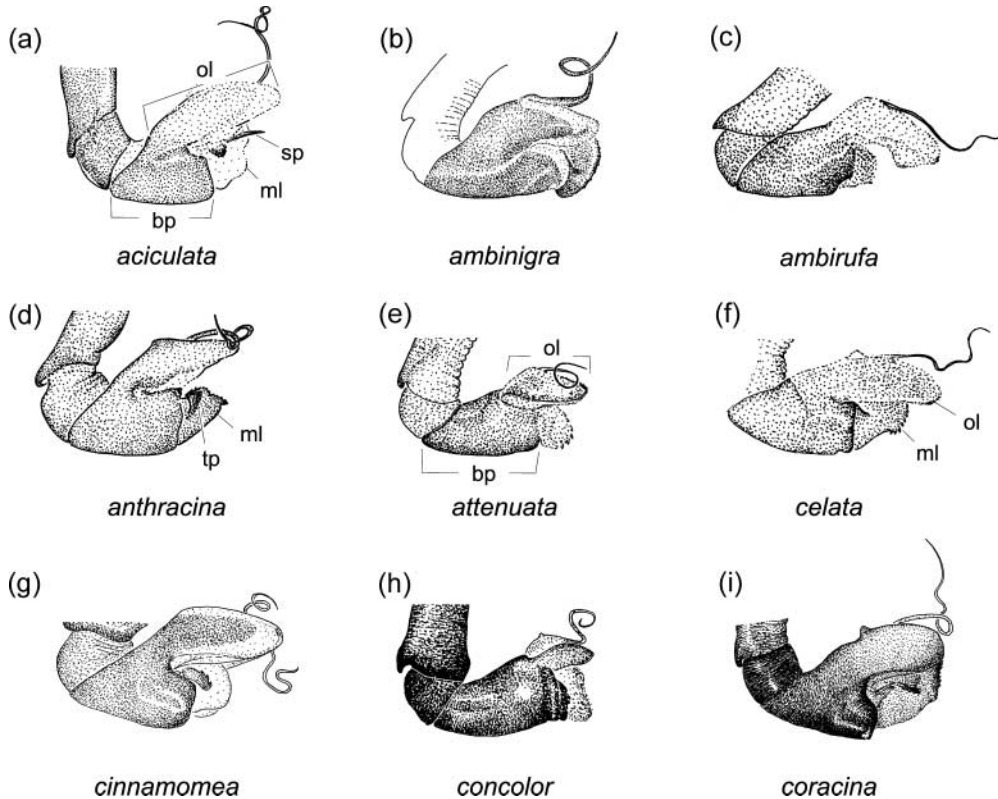 (a)
ol
sp
ml
bp
aciculata
(b)
ambinigra
(c)
ambirufa
(d)
ml
tp
anthracina
(e)
ol
bp
attenuata
(f)
ol
ml
celata
(g)
cinnamomea
(h)
concolor
(i)
coracina